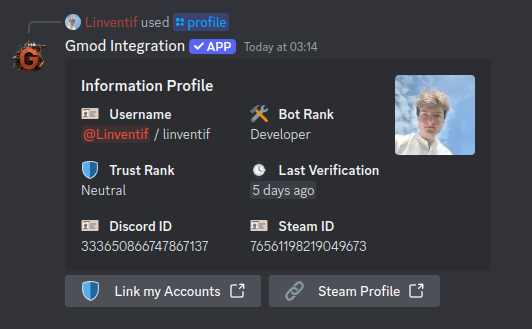 Linventif used profile
Gmod Integration ✓ APP Today at 03:14
Information Profile
Username
@Linventif / linventif
Bot Rank
Developer
Trust Rank
Neutral
Last Verification
5 days ago
Discord ID
333650866747867137
Steam ID
76561198219049673
Link my Accounts
Steam Profile